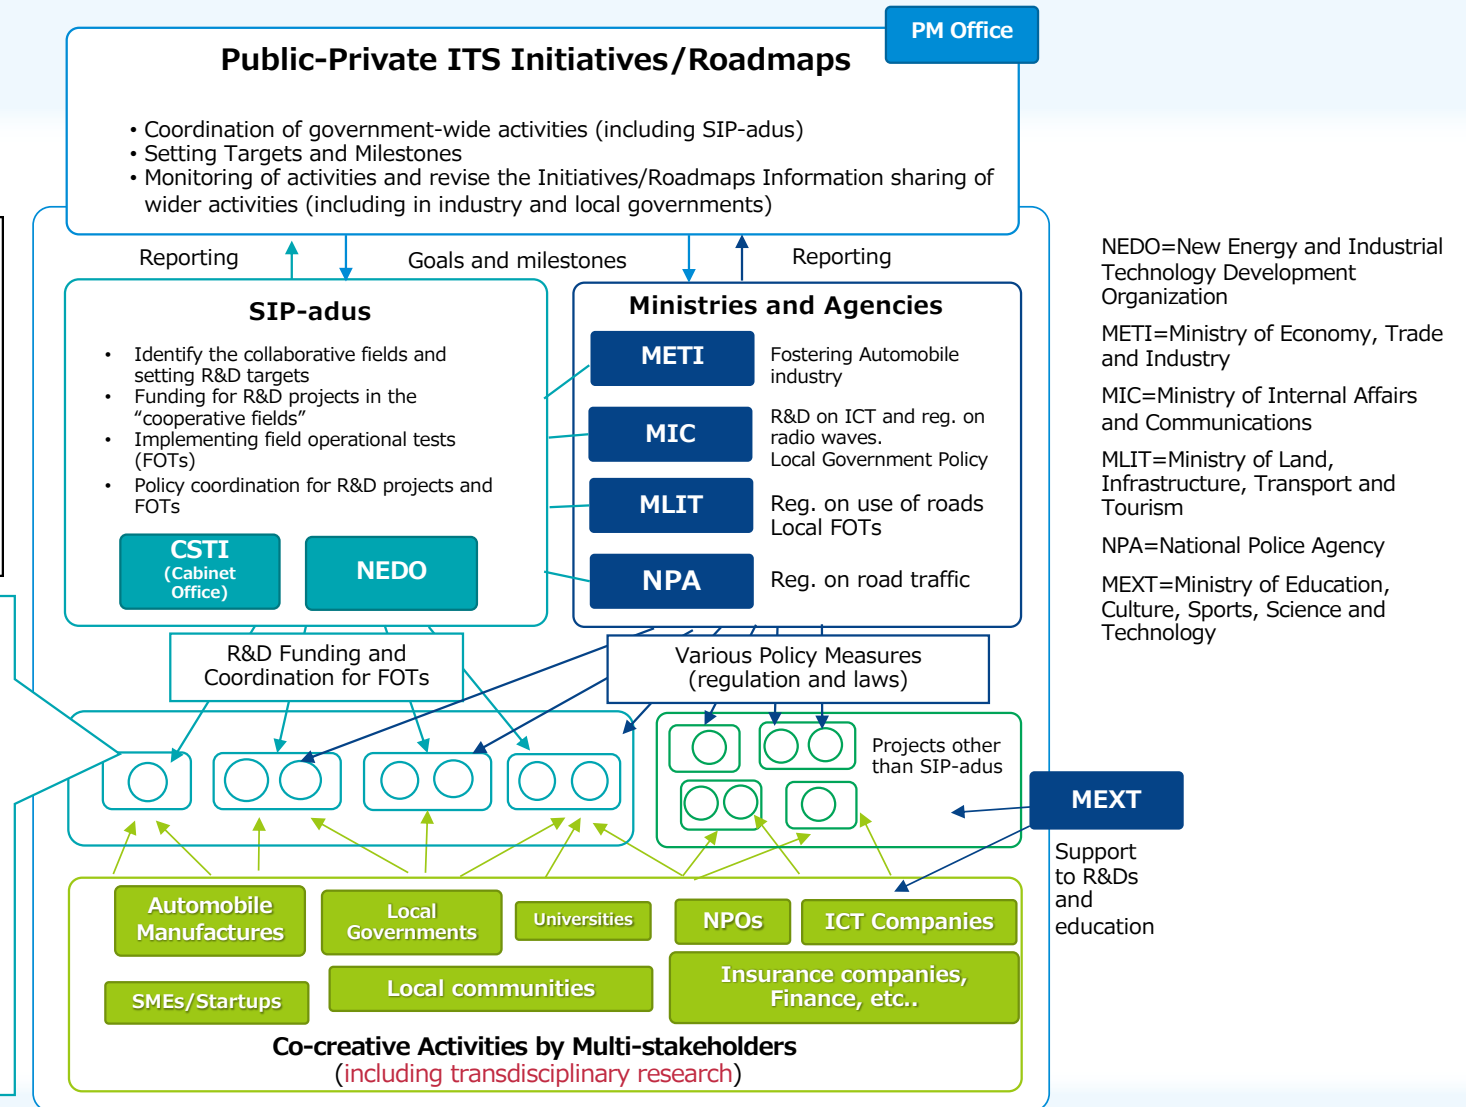 PM Office
Public-Private ITS Initiatives/Roadmaps
• Coordination of government-wide activities (including SIP-adus)
• Setting Targets and Milestones
• Monitoring of activities and revise the Initiatives/Roadmaps Information sharing of
wider activities (including in industry and local governments)
Reporting
Goals and milestones
Reporting
SIP-adus
• Identify the collaborative fields and
setting R&D targets
• Funding for R&D projects in the
“cooperative fields”
• Implementing field operational tests
(FOTs)
• Policy coordination for R&D projects and
FOTs
CSTI
(Cabinet
Office)
NEDO
Ministries and Agencies
METI
Fostering Automobile
industry
MIC
R&D on ICT and reg. on
radio waves.
Local Government Policy
MLIT
Reg. on use of roads
Local FOTs
NPA
Reg. on road traffic
NEDO=New Energy and Industrial
Technology Development
Organization
METI=Ministry of Economy, Trade
and Industry
MIC=Ministry of Internal Affairs
and Communications
MLIT=Ministry of Land,
Infrastructure, Transport and
Tourism
NPA=National Police Agency
MEXT=Ministry of Education,
Culture, Sports, Science and
Technology
R&D Funding and
Coordination for FOTs
Various Policy Measures
(regulation and laws)
Projects other
than SIP-adus
MEXT
Support
to R&Ds
and
education
Automobile
Manufactures
Local
Governments
Universities
NPOs
ICT Companies
SMEs/Startups
Local communities
Insurance companies,
Finance, etc..
Co-creative Activities by Multi-stakeholders
(including transdisciplinary research)